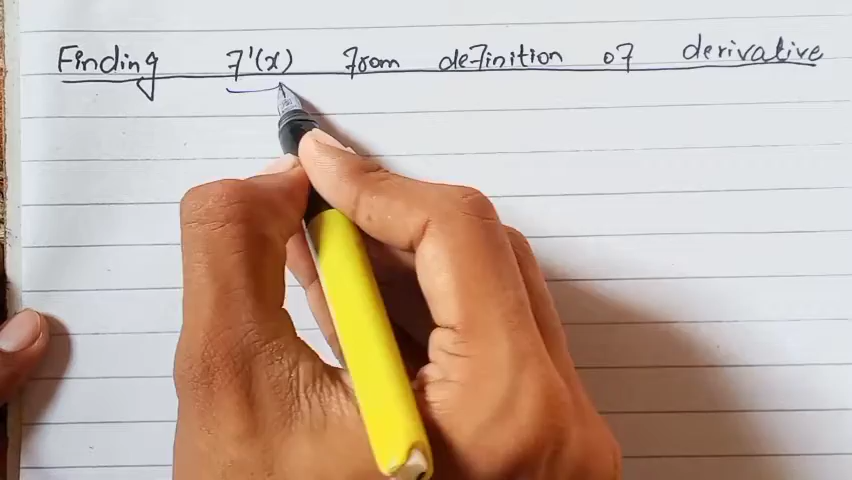 Finding f'(x) from definition of derivative